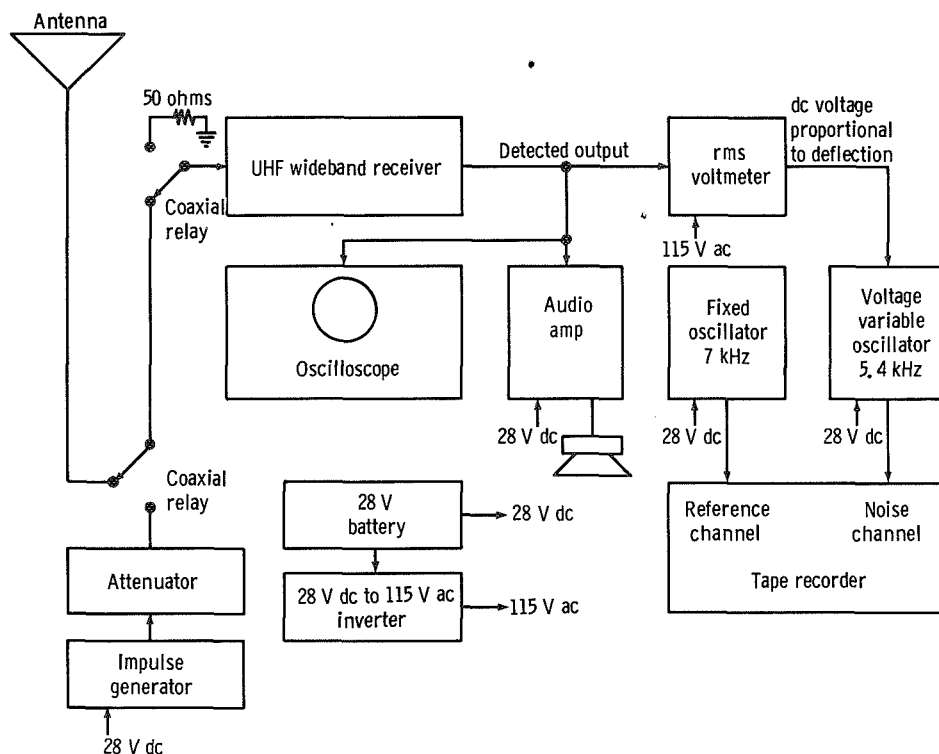 Antenna
50 ohms
UHF wideband receiver
Detected output
rms
voltmeter
dc voltage
proportional
to deflection
Coaxial
relay
115 V ac
Oscilloscope
Audio
amp
Fixed
oscillator
7 kHz
Voltage
variable
oscillator
5.4 kHz
28 V dc
28 V dc
28 V dc
Coaxial
relay
28 V
battery
28 V dc
Reference
channel
Noise
channel
Tape recorder
Attenuator
28 V dc to 115 V ac
inverter
115 V ac
Impulse
generator
28 V dc